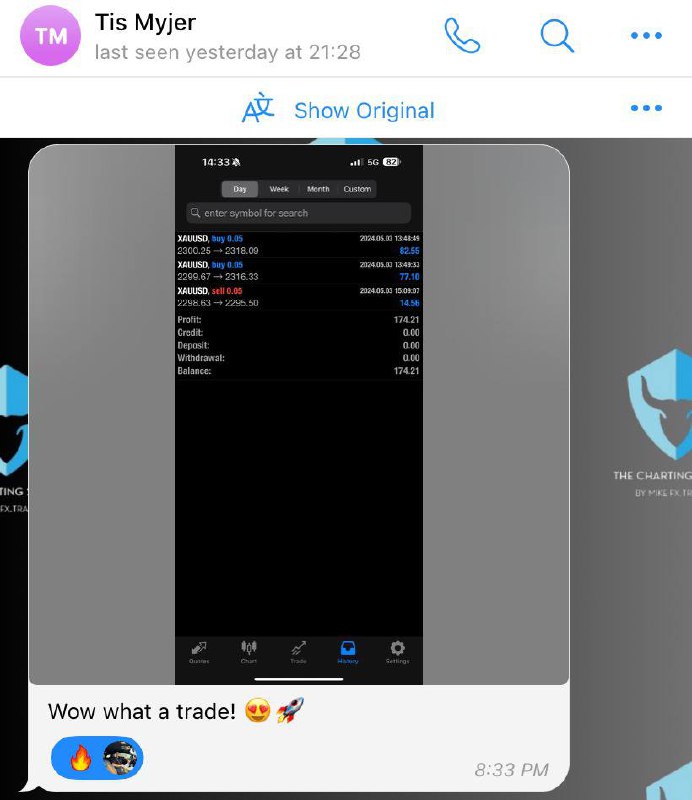 TM
Tis Myjer
last seen yesterday at 21:28
Show Original
14:33
5G 82
Day Week Month Custom
enter symbol for search
XAUUSD, buy 0.05 2024.05.03 13:48:49
2300.25 → 2318.09 82.55
XAUUSD, buy 0.05 2024.05.03 13:49:33
2299.67 → 2316.33 77.10
XAUUSD, sell 0.05 2024.05.03 15:09:07
2298.63 → 2295.50 14.56
Profit: 174.21
Credit: 0.00
Deposit: 0.00
Withdrawal: 0.00
Balance: 174.21
Quotes Chart Trade History Settings
Wow what a trade! 😍🚀
🔥
8:33 PM
TING
FX.TRA
THE CHARTING
BY MIKE FX.TR